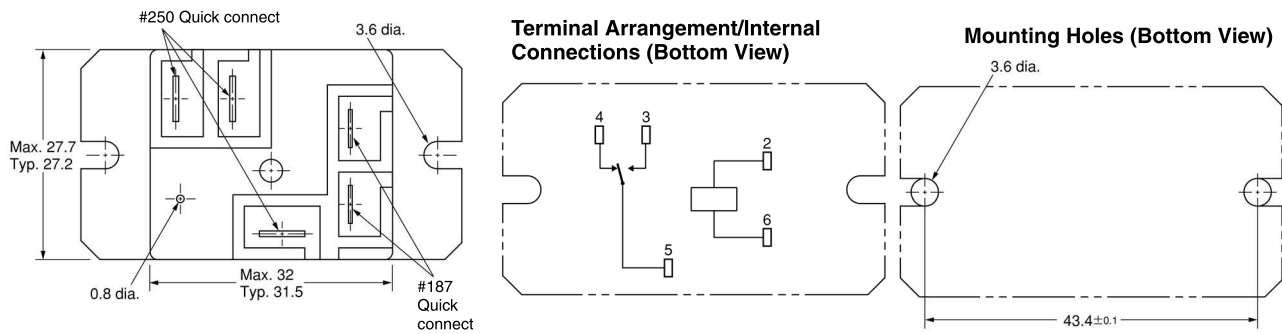 #250 Quick connect
3.6 dia.
Max. 27.7
Typ. 27.2
0.8 dia.
Max. 32
Typ. 31.5
#187
Quick
connect
Terminal Arrangement/Internal
Connections (Bottom View)
4
3
2
6
5
Mounting Holes (Bottom View)
3.6 dia.
43.4±0.1